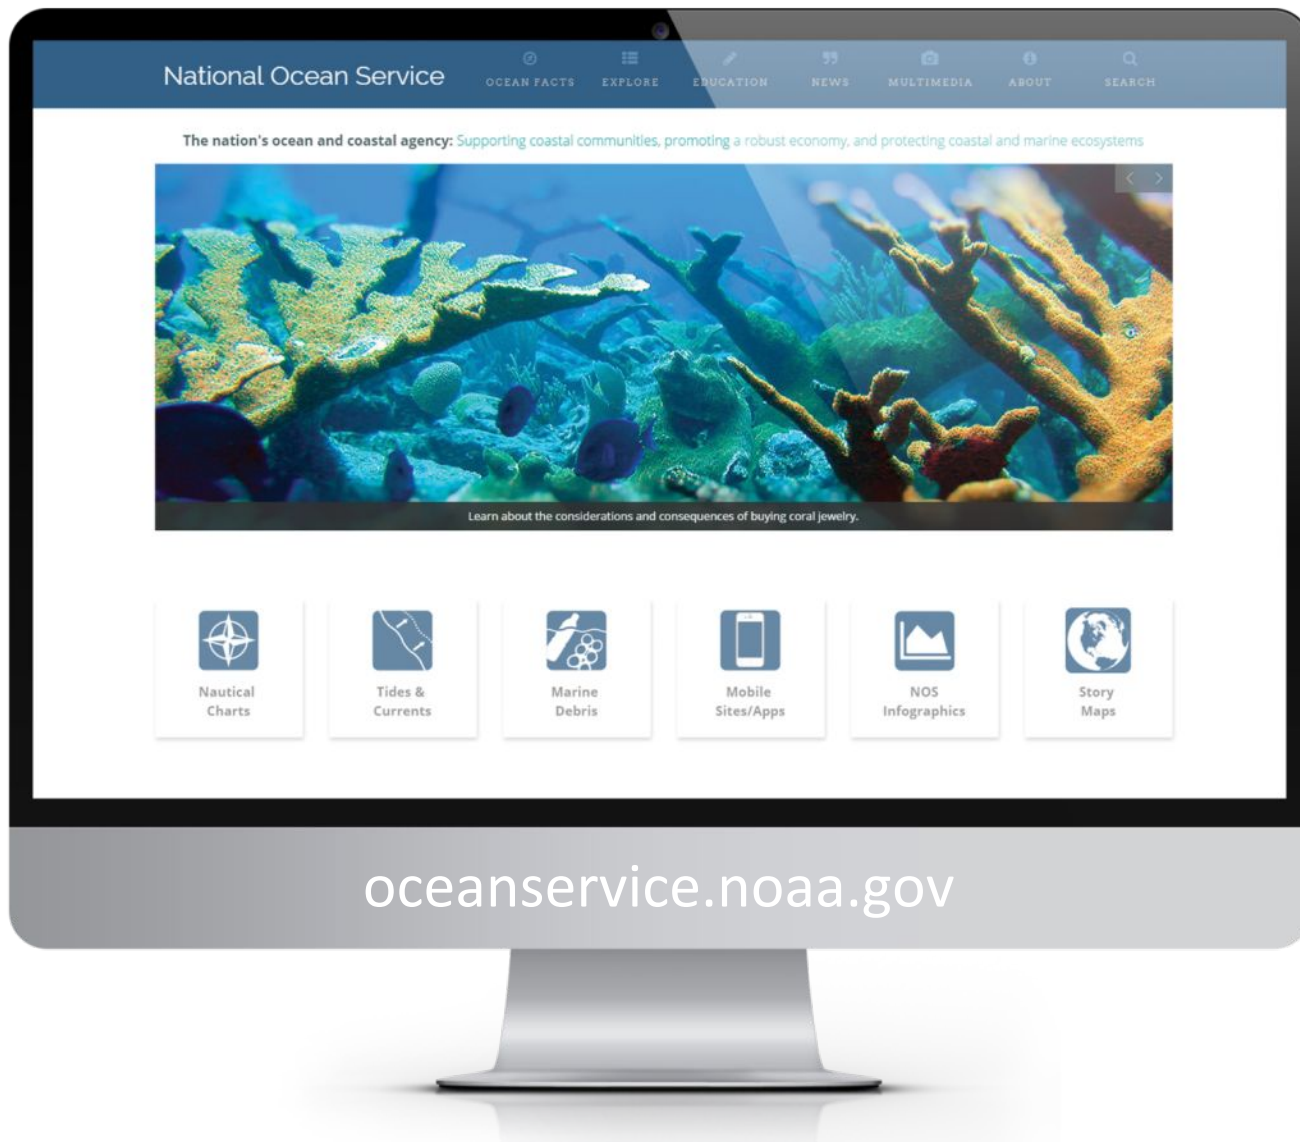 National Ocean Service
OCEAN FACTS EXPLORE EDUCATION NEWS MULTIMEDIA ABOUT SEARCH
The nation's ocean and coastal agency: Supporting coastal communities, promoting a robust economy, and protecting coastal and marine ecosystems
Learn about the considerations and consequences of buying coral jewelry.
Nautical
Charts
Tides &
Currents
Marine
Debris
Mobile
Sites/Apps
NOS
Infographics
Story
Maps
oceanservice.noaa.gov